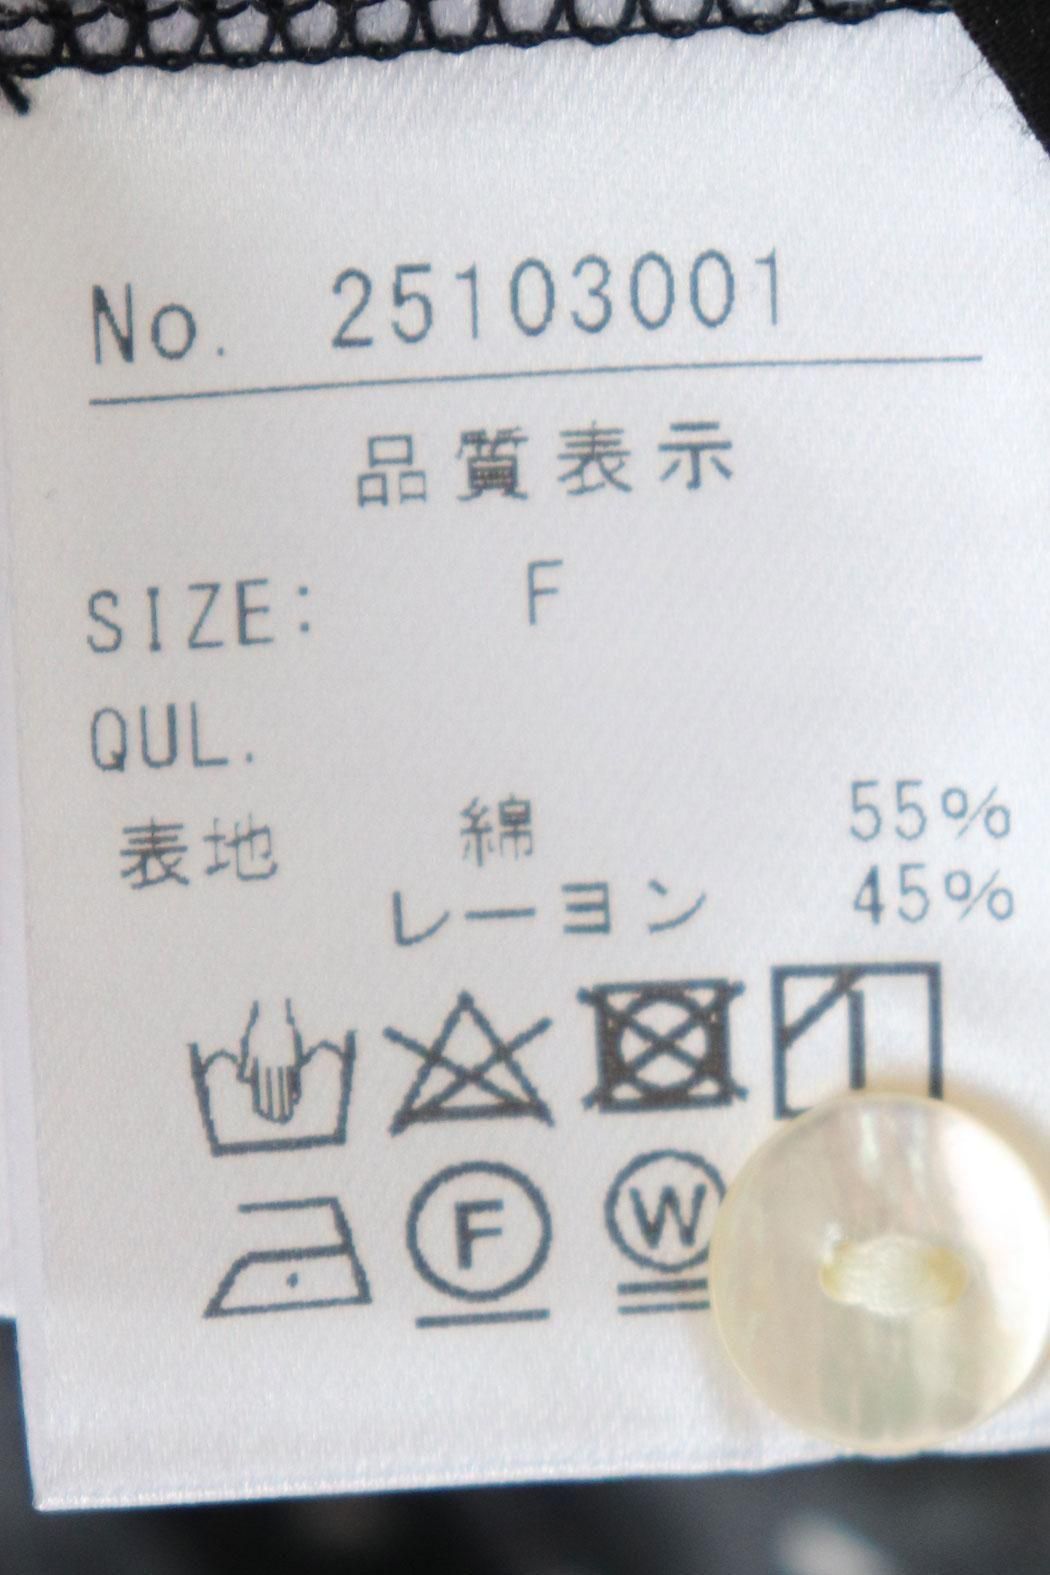 No. 25103001
品質表示
SIZE: F
QUL.
表地 綿 55%
レーヨン 45%
F W